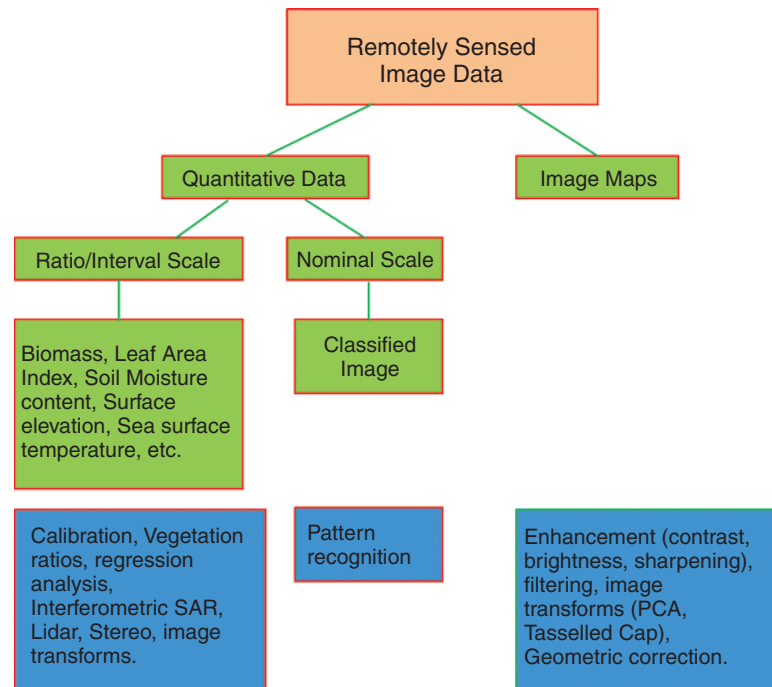 Remotely Sensed
Image Data
Quantitative Data
Image Maps
Ratio/Interval Scale
Nominal Scale
Biomass, Leaf Area
Index, Soil Moisture
content, Surface
elevation, Sea surface
temperature, etc.
Classified
Image
Calibration, Vegetation
ratios, regression
analysis,
Interferometric SAR,
Lidar, Stereo, image
transforms.
Pattern
recognition
Enhancement (contrast,
brightness, sharpening),
filtering, image
transforms (PCA,
Tasselled Cap),
Geometric correction.